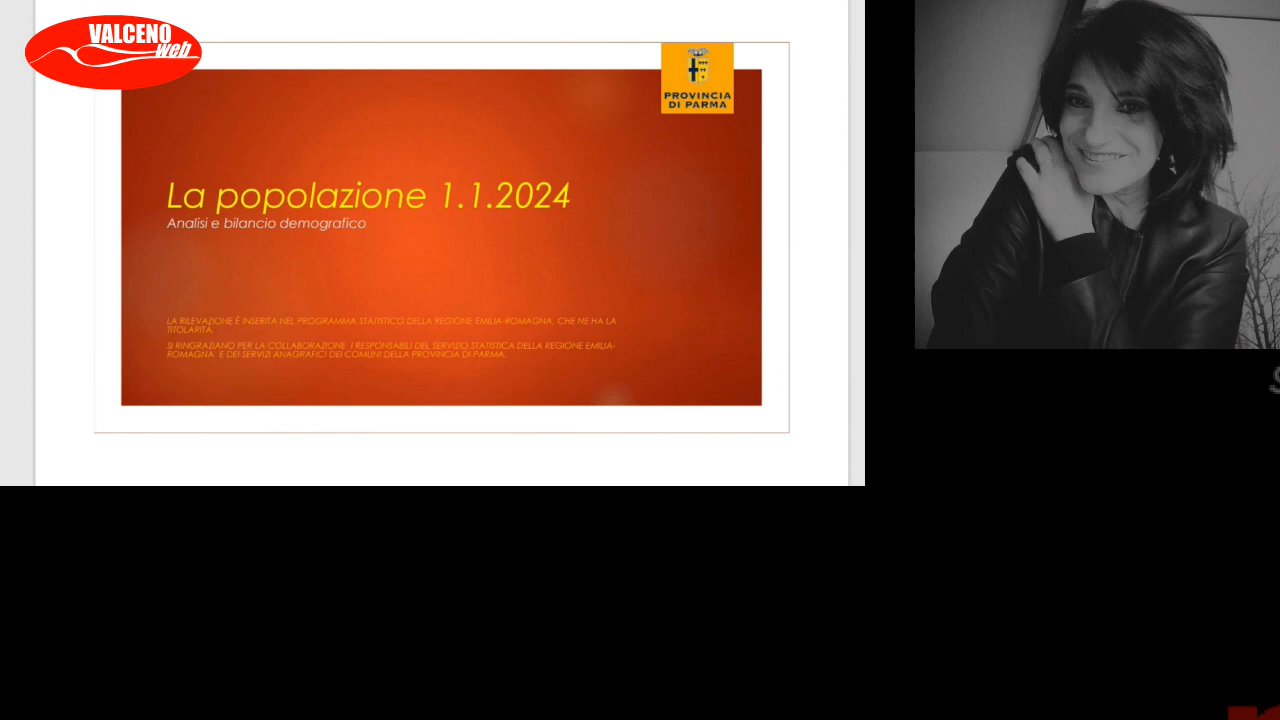 VALCENO
web
PROVINCIA
DI PARMA
La popolazione 1.1.2024
Analisi e bilancio demografico
LA RILEVAZIONE È INSERITA NEL PROGRAMMA STATISTICO DELLA REGIONE EMILIA-ROMAGNA, CHE NE HA LA
TITOLARITÀ.
SI RINGRAZIANO PER LA COLLABORAZIONE I RESPONSABILI DEL SERVIZIO STATISTICA DELLA REGIONE EMILIA-
ROMAGNA E DEI SERVIZI ANAGRAFICI DEI COMUNI DELLA PROVINCIA DI PARMA.